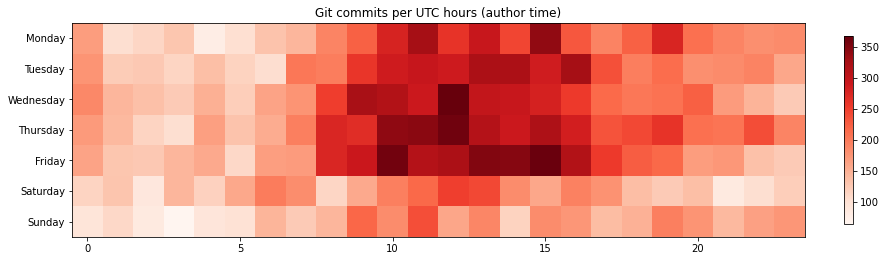 Git commits per UTC hours (author time)
Monday
Tuesday
Wednesday
Thursday
Friday
Saturday
Sunday
0 5 10 15 20
350
300
250
200
150
100